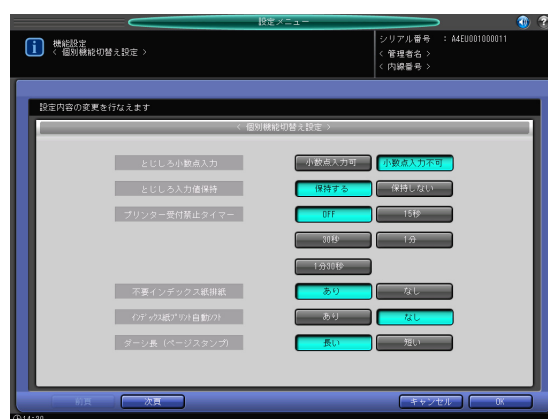 設定メニュー
機能設定
< 個別機能切替え設定 >
シリアル番号 : A4EU001000011
< 管理者名 >
< 内線番号 >
設定内容の変更を行なえます
< 個別機能切替え設定 >
とじしろ小数点入力 小数点入力可 小数点入力不可
とじしろ入力値保持 保持する 保持しない
プリンター受付禁止タイマー OFF 15秒
30秒 1分
1分30秒
不要インデックス紙排紙 あり なし
インデックス紙プリント自動シフト あり なし
ダーシ長 (ページスタンプ) 長い 短い
前頁 次頁 キャンセル OK
14:30